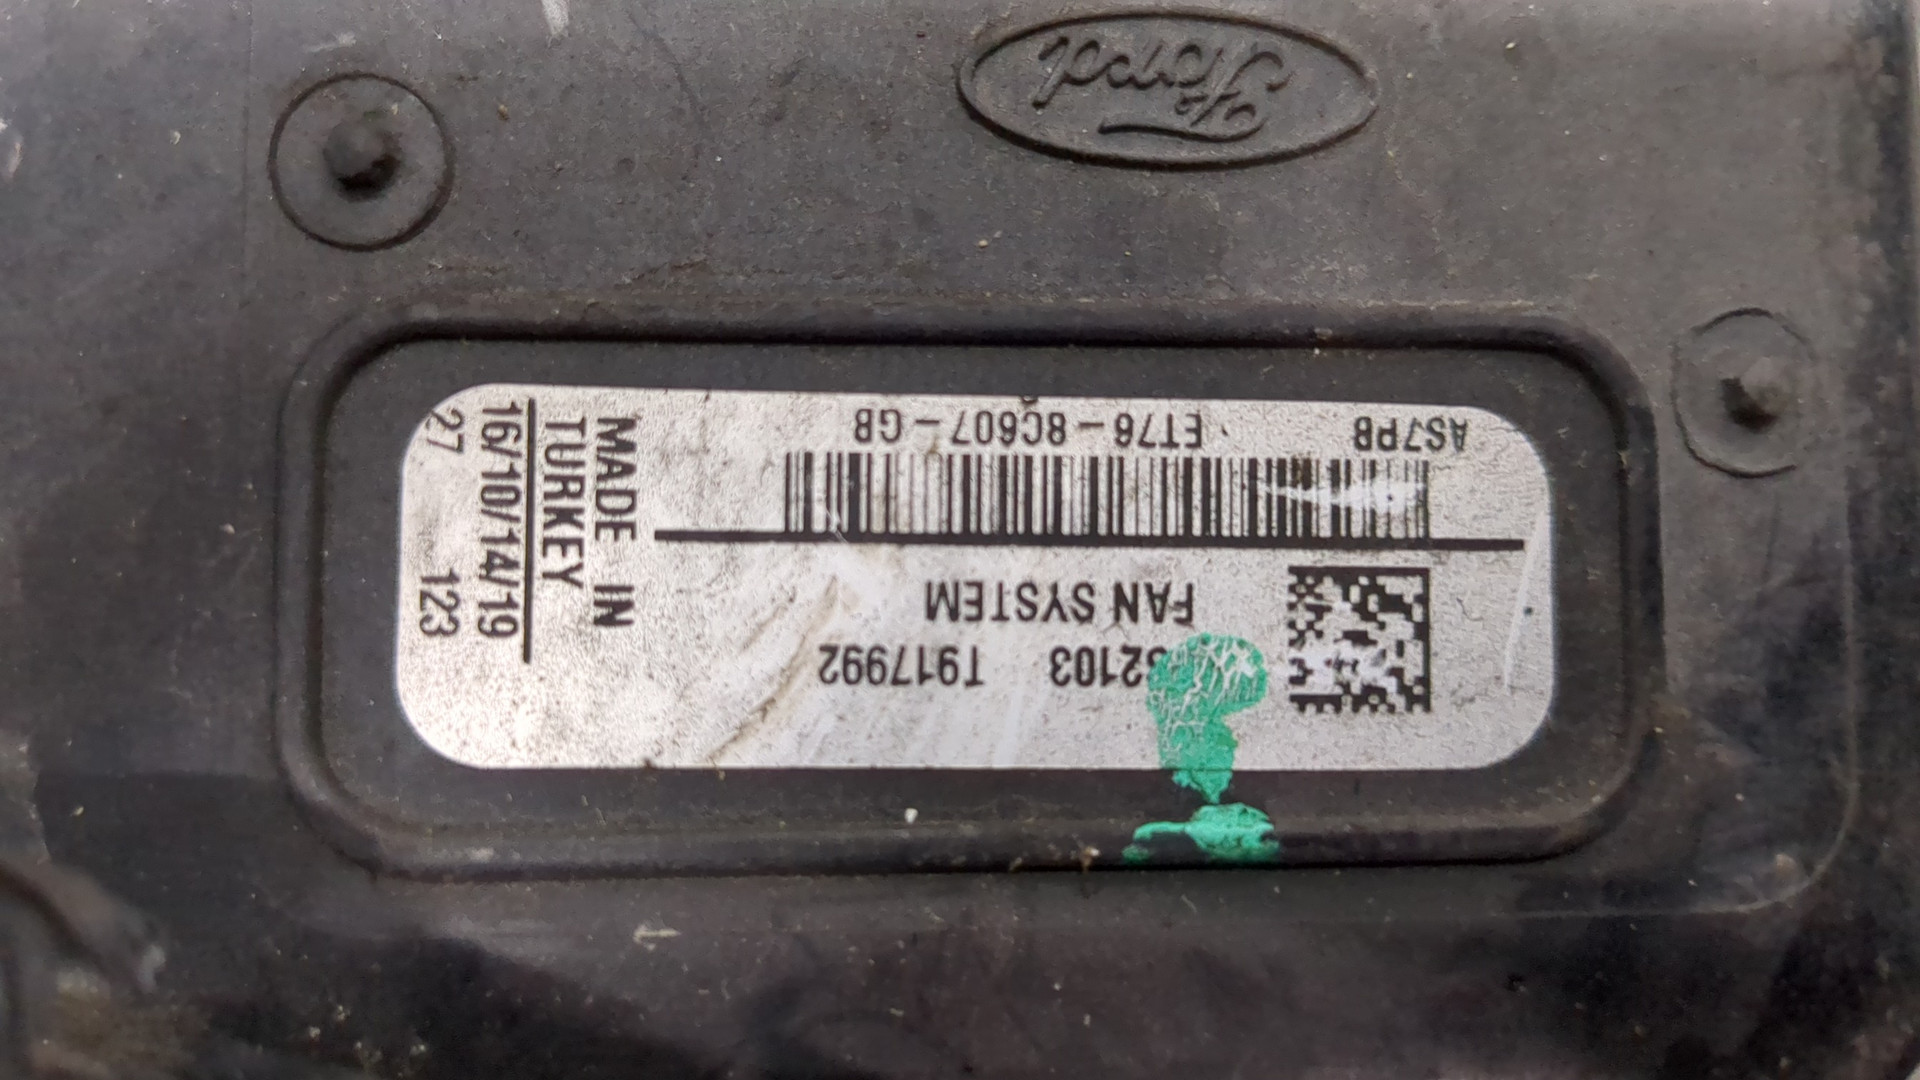 Ford
T917992
FAN SYSTEM
AS7PB ET76-8C607-GB
MADE IN
TURKEY
16/10/14/19
27 123